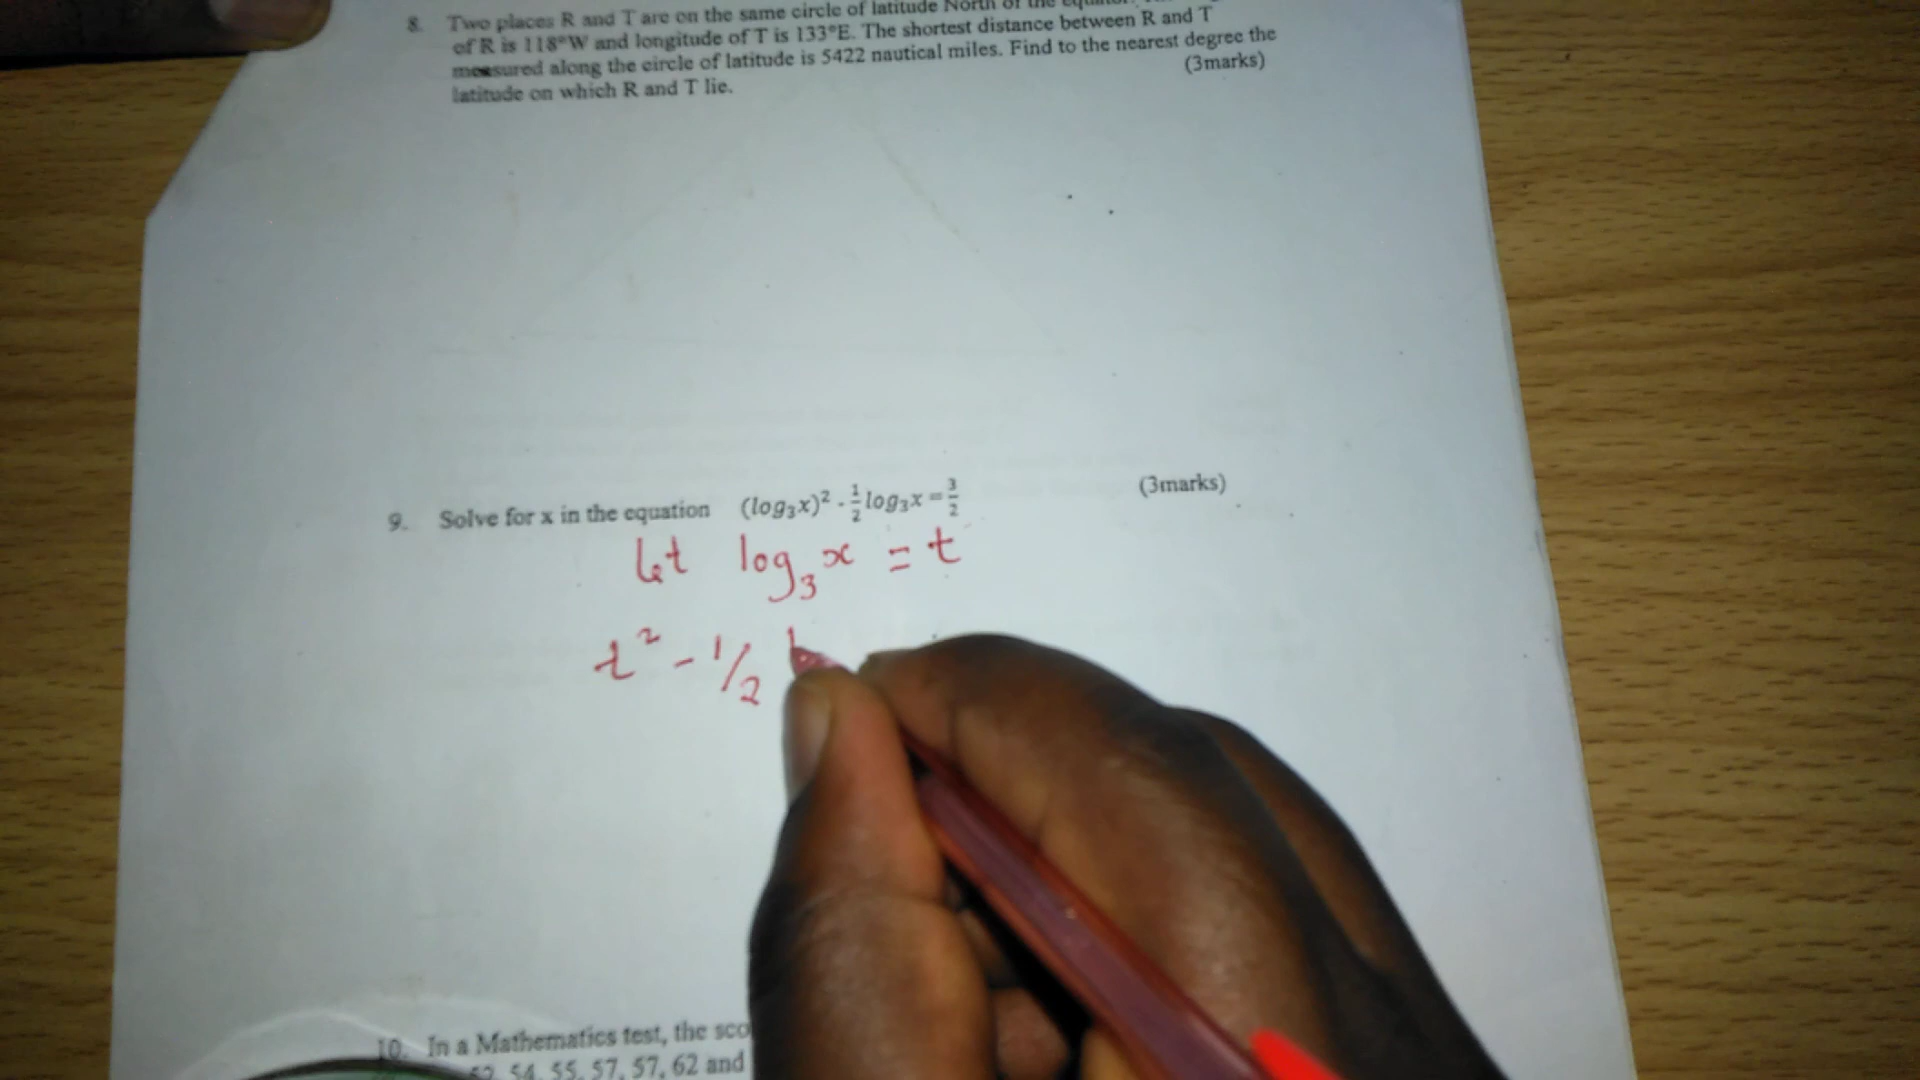 8. Two places R and T are on the same circle of latitude North of the equator.
of R is 118°W and longitude of T is 133°E. The shortest distance between R and T
measured along the circle of latitude is 5422 nautical miles. Find to the nearest degree the
latitude on which R and T lie. (3marks)
9. Solve for x in the equation (log₃x)² - 1/2 log₃x = 3/2 (3marks)
let log₃ x = t
t² - 1/2
10. In a Mathematics test, the sco
54, 55, 57, 57, 62 and